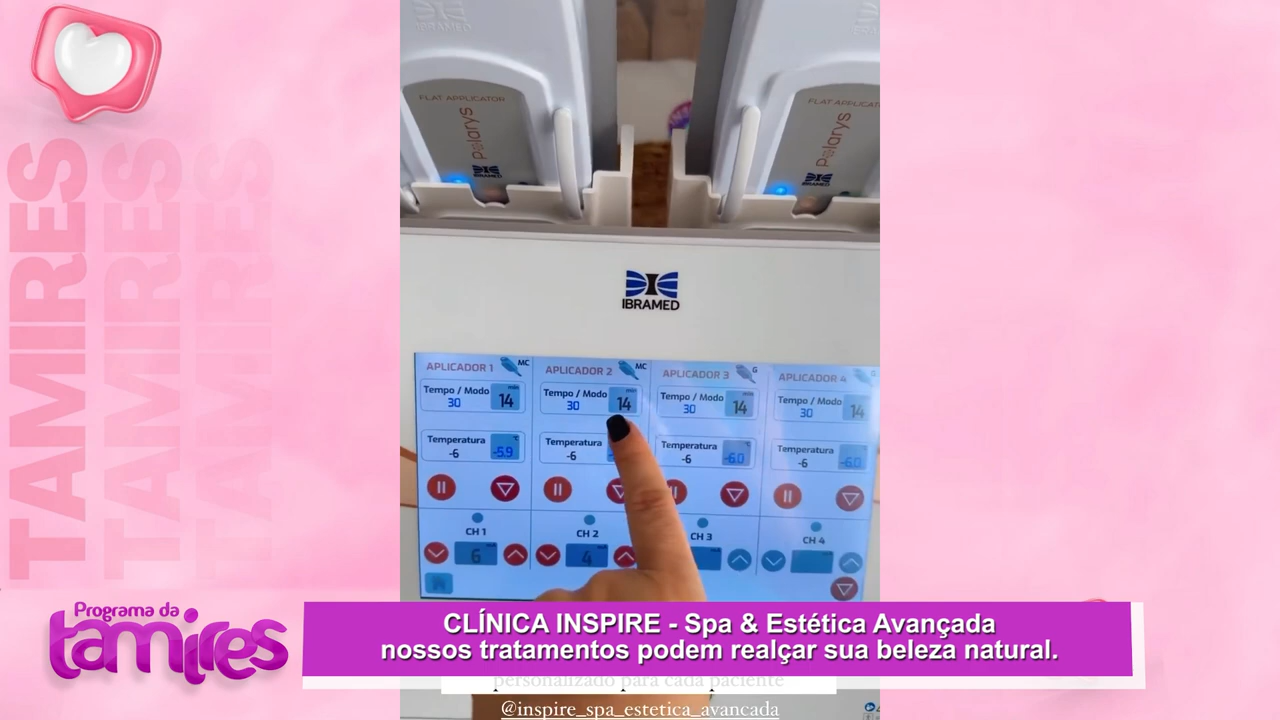 TAMIRES
TAMIRES
TAMIRES
IBRAMED
FLAT APPLICATOR
polarys
IBRAMED
FLAT APPLICAT
polarys
IBRAMED
IBRAMED
APLICADOR 1 MC
Tempo / Modo
30
min
14
Temperatura
-6
°C
-5.9
CH 1
6
APLICADOR 2 MC
Tempo / Modo
30
14
Temperatura
-6
CH 2
4
APLICADOR 3 G
Tempo / Modo
30
min
14
Temperatura
-6
°C
-6.0
CH 3
APLICADOR 4 G
Tempo / Modo
30
14
Temperatura
-6
-6.0
CH 4
Programa da
tamires
CLÍNICA INSPIRE - Spa & Estética Avançada
nossos tratamentos podem realçar sua beleza natural.
personalizado para cada paciente
@inspire_spa_estetica_avancada